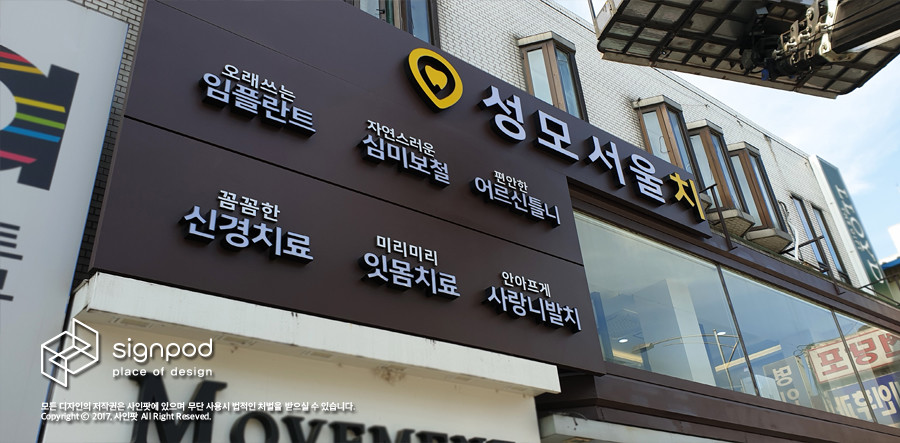 성모서울치
오래쓰는
임플란트
자연스러운
심미보철
편안한
어르신틀니
꼼꼼한
신경치료
미리미리
잇몸치료
안아프게
사랑니발치
signpod
place of design
모든 디자인의 저작권은 사인팟에 있으며 무단 사용시 법적인 처벌을 받으실 수 있습니다.
Copyright ⓒ 2017. 사인팟 All Right Reseved.
MOVEMENT